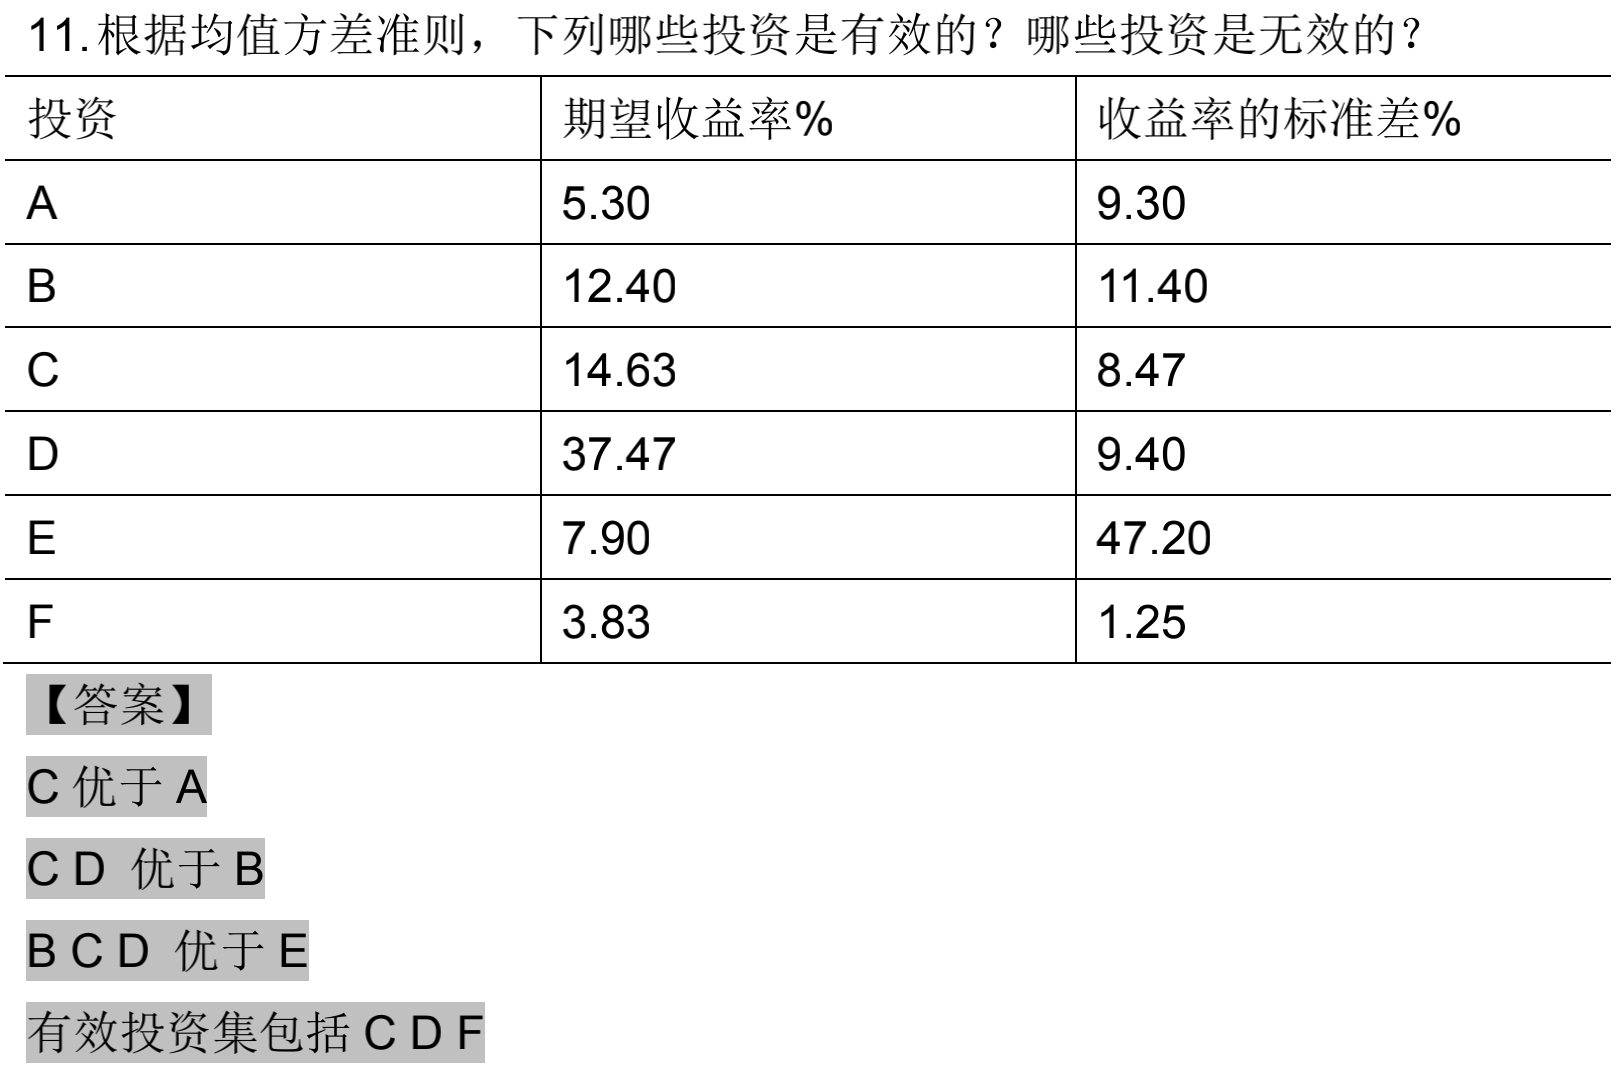 11.根据均值方差准则，下列哪些投资是有效的？哪些投资是无效的？
投资 期望收益率% 收益率的标准差%
A 5.30 9.30
B 12.40 11.40
C 14.63 8.47
D 37.47 9.40
E 7.90 47.20
F 3.83 1.25
【答案】
C 优于 A
C D 优于 B
B C D 优于 E
有效投资集包括 C D F